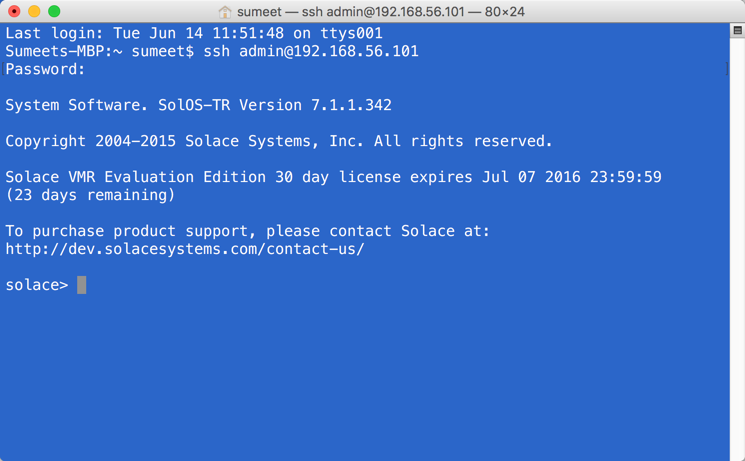 sumeet — ssh admin@192.168.56.101 — 80×24
Last login: Tue Jun 14 11:51:48 on ttys001
Sumeets-MBP:~ sumeet$ ssh admin@192.168.56.101
[Password:                                                                      ]
System Software. SolOS-TR Version 7.1.1.342
Copyright 2004-2015 Solace Systems, Inc. All rights reserved.
Solace VMR Evaluation Edition 30 day license expires Jul 07 2016 23:59:59
(23 days remaining)
To purchase product support, please contact Solace at:
http://dev.solacesystems.com/contact-us/
solace>